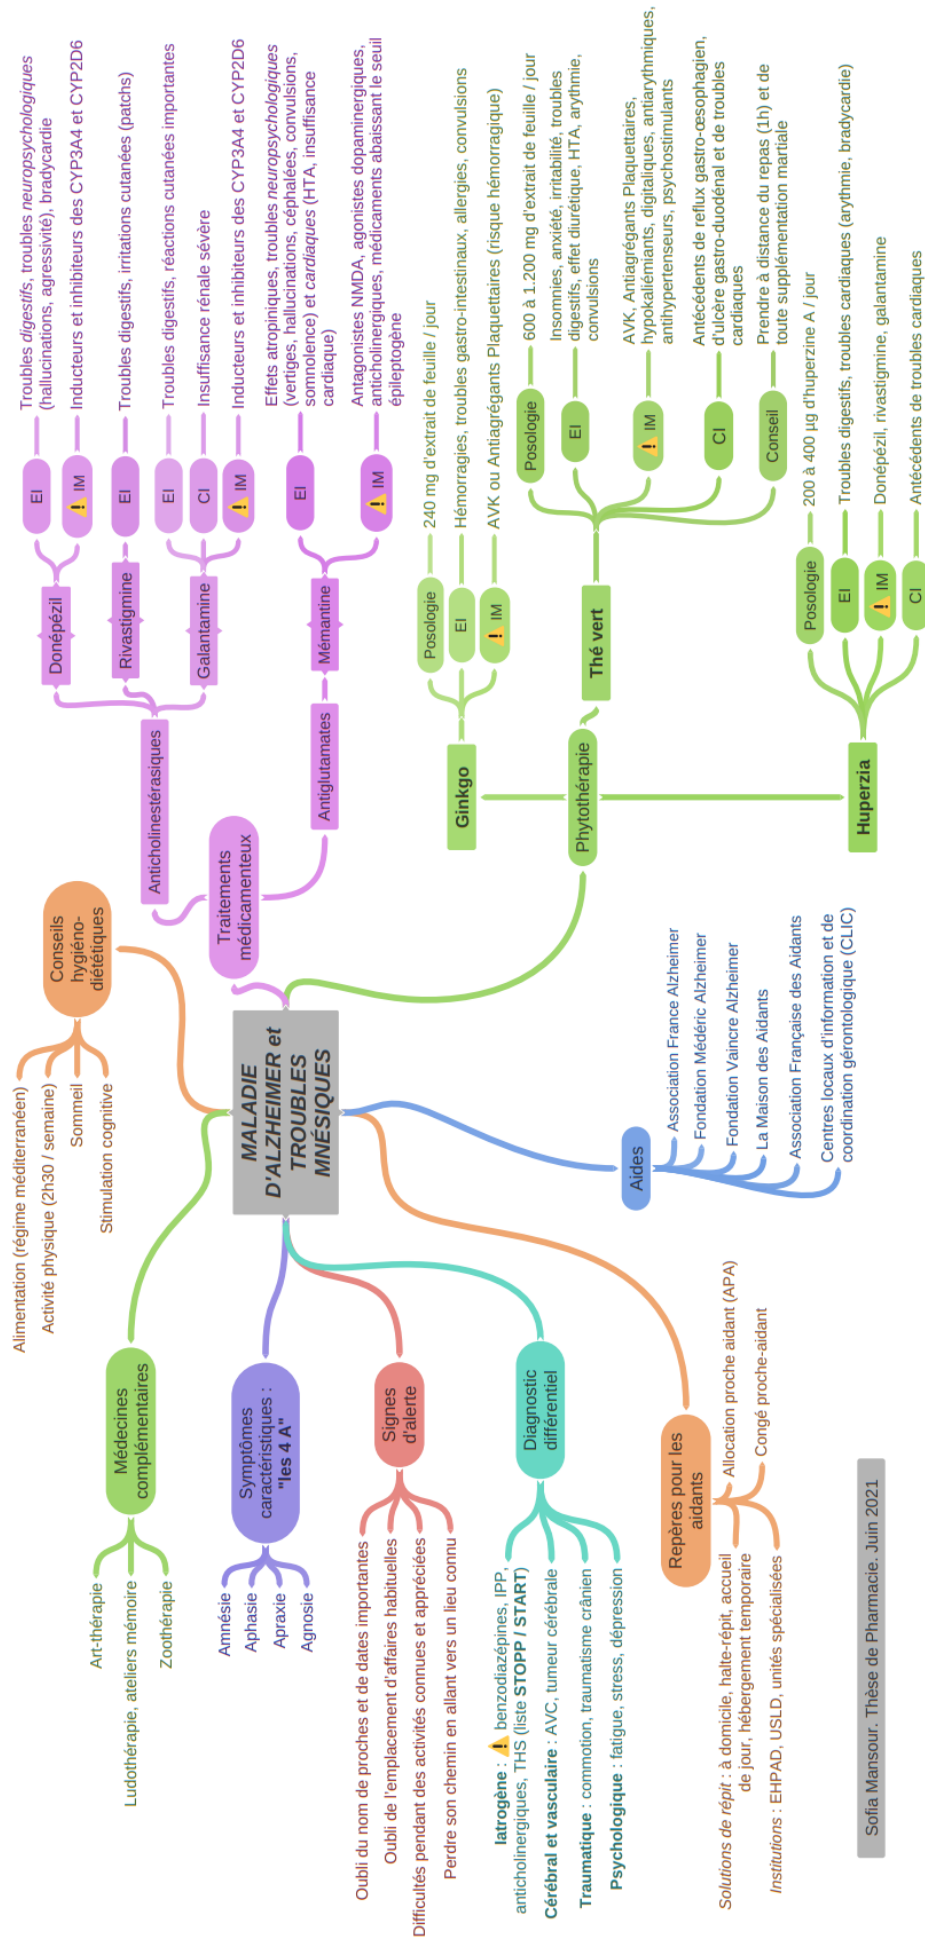 MALADIE
D'ALZHEIMER et
TROUBLES
MNÉSIQUES
Médecines
complémentaires
Art-thérapie
Ludothérapie, ateliers mémoire
Zoothérapie
Symptômes
caractéristiques :
"les 4 A"
Amnésie
Aphasie
Apraxie
Agnosie
Signes
d'alerte
Oubli du nom de proches et de dates importantes
Oubli de l'emplacement d'affaires habituelles
Difficultés pendant des activités connues et appréciées
Perdre son chemin en allant vers un lieu connu
Diagnostic
différentiel
Iatrogène : ⚠ benzodiazépines, IPP,
anticholinergiques, THS (liste STOPP / START)
Cérébral et vasculaire : AVC, tumeur cérébrale
Traumatique : commotion, traumatisme crânien
Psychologique : fatigue, stress, dépression
Repères pour les
aidants
Allocation proche aidant (APA)
Congé proche-aidant
Solutions de répit : à domicile, halte-répit, accueil
de jour, hébergement temporaire
Institutions : EHPAD, USLD, unités spécialisées
Conseils
hygiéno-
diététiques
Alimentation (régime méditerranéen)
Activité physique (2h30 / semaine)
Sommeil
Stimulation cognitive
Aides
Association France Alzheimer
Fondation Médéric Alzheimer
Fondation Vaincre Alzheimer
La Maison des Aidants
Association Française des Aidants
Centres locaux d'information et de
coordination gérontologique (CLIC)
Traitements
médicamenteux
Anticholinestérasiques
Donépézil
EI
Troubles digestifs, troubles neuropsychologiques
(hallucinations, agressivité), bradycardie
⚠ IM
Inducteurs et inhibiteurs des CYP3A4 et CYP2D6
Rivastigmine
EI
Troubles digestifs, irritations cutanées (patchs)
Galantamine
EI
Troubles digestifs, réactions cutanées importantes
CI
Insuffisance rénale sévère
⚠ IM
Inducteurs et inhibiteurs des CYP3A4 et CYP2D6
Antiglutamates
Mémantine
EI
Effets atropiniques, troubles neuropsychologiques
(vertiges, hallucinations, céphalées, convulsions,
somnolence) et cardiaques (HTA, insuffisance
cardiaque)
⚠ IM
Antagonistes NMDA, agonistes dopaminergiques,
anticholinergiques, médicaments abaissant le seuil
épileptogène
Phytothérapie
Ginkgo
Posologie
240 mg d'extrait de feuille / jour
EI
Hémorragies, troubles gastro-intestinaux, allergies, convulsions
⚠ IM
AVK ou Antiagrégants Plaquettaires (risque hémorragique)
Thé vert
Posologie
600 à 1.200 mg d'extrait de feuille / jour
EI
Insomnies, anxiété, irritabilité, troubles
digestifs, effet diurétique, HTA, arythmie,
convulsions
⚠ IM
AVK, Antiagrégants Plaquettaires,
hypokaliémiants, digitaliques, antiarythmiques,
antihypertenseurs, psychostimulants
CI
Antécédents de reflux gastro-œsophagien,
d'ulcère gastro-duodénal et de troubles
cardiaques
Conseil
Prendre à distance du repas (1h) et de
toute supplémentation martiale
Huperzia
Posologie
200 à 400 µg d'huperzine A / jour
EI
Troubles digestifs, troubles cardiaques (arythmie, bradycardie)
⚠ IM
Donépézil, rivastigmine, galantamine
CI
Antécédents de troubles cardiaques
Sofia Mansour. Thèse de Pharmacie. Juin 2021